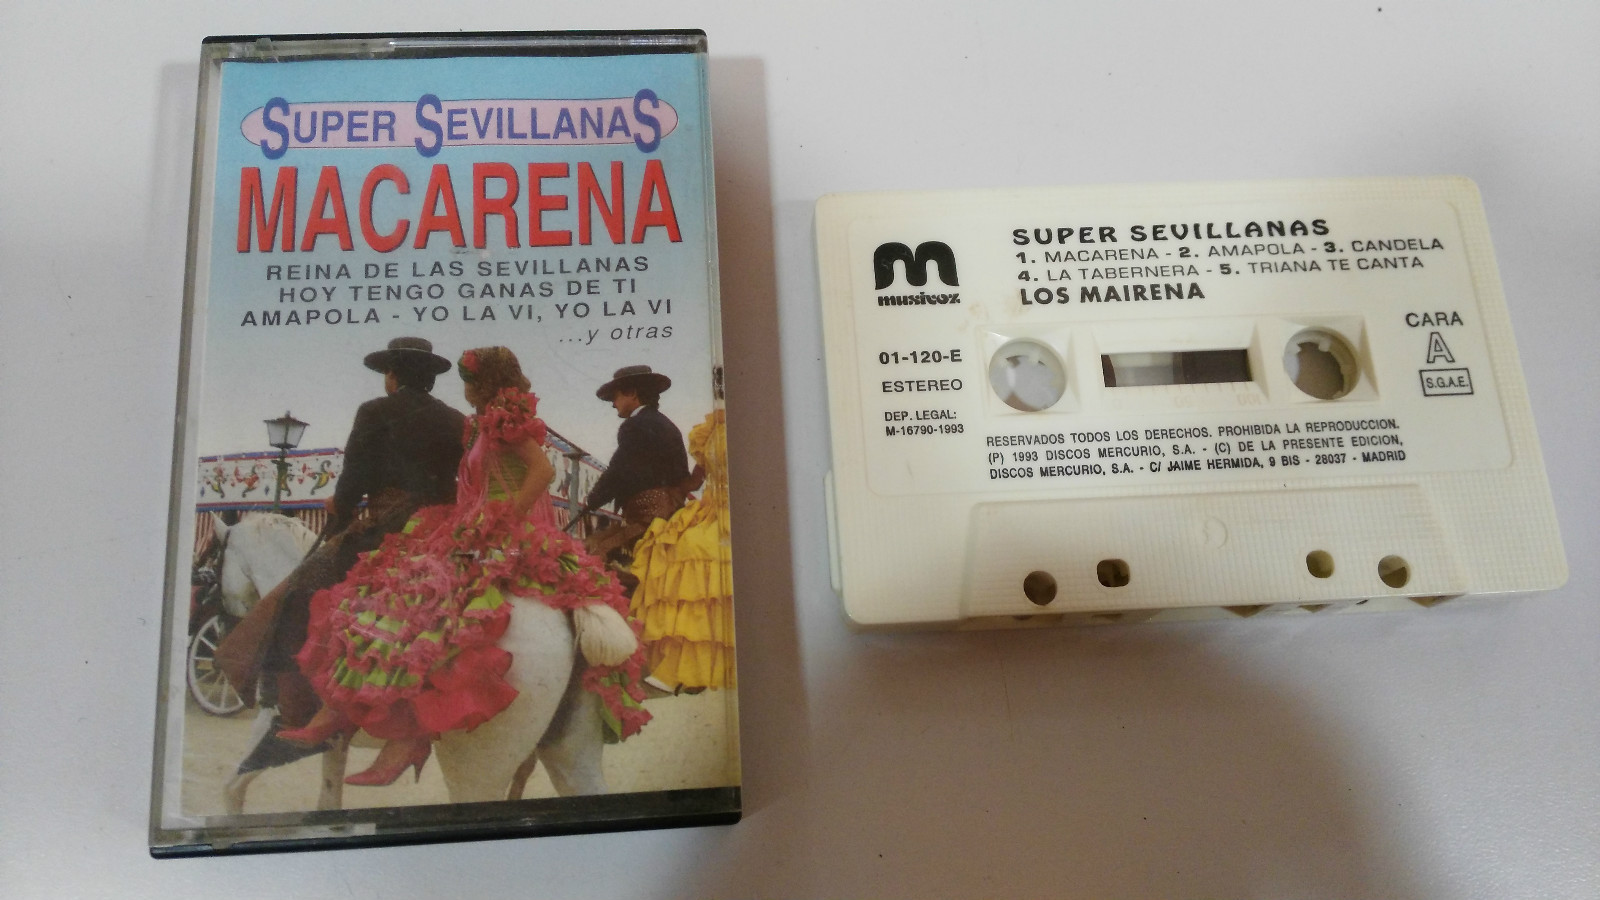 SUPER SEVILLANAS
MACARENA
REINA DE LAS SEVILLANAS
HOY TENGO GANAS DE TI
AMAPOLA - YO LA VI, YO LA VI
...y otras
musivoz
SUPER SEVILLANAS
1. MACARENA - 2. AMAPOLA - 3. CANDELA
4. LA TABERNERA - 5. TRIANA TE CANTA
LOS MAIRENA
01-120-E
ESTEREO
DEP. LEGAL:
M-16790-1993
CARA
A
S.G.A.E.
RESERVADOS TODOS LOS DERECHOS. PROHIBIDA LA REPRODUCCION.
(P) 1993 DISCOS MERCURIO, S.A. - (C) DE LA PRESENTE EDICION,
DISCOS MERCURIO, S.A. - C/ JAIME HERMIDA, 9 BIS - 28037 - MADRID